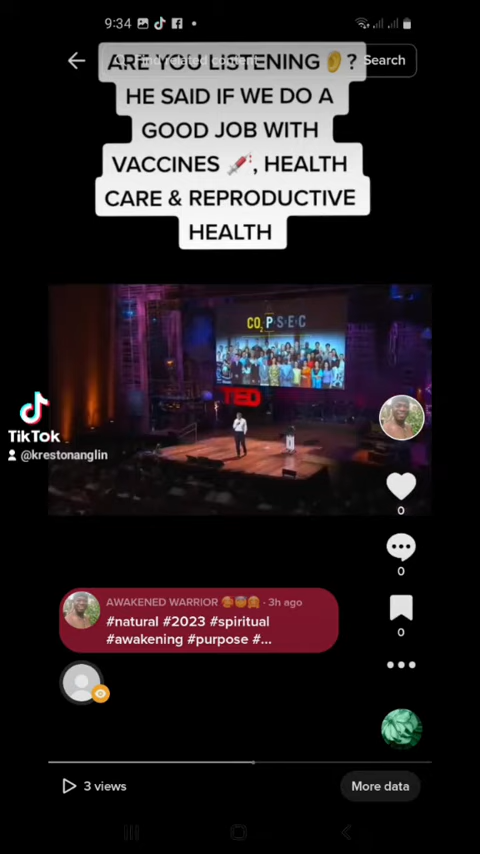 9:34
Search
ARE YOU LISTENING 👂?
HE SAID IF WE DO A
GOOD JOB WITH
VACCINES 💉, HEALTH
CARE & REPRODUCTIVE
HEALTH
CO₂ P·S·E·C
TED
TikTok
@krestonanglin
0
0
0
AWAKENED WARRIOR 🥰😇🤗 · 3h ago
#natural #2023 #spiritual
#awakening #purpose #...
3 views
More data